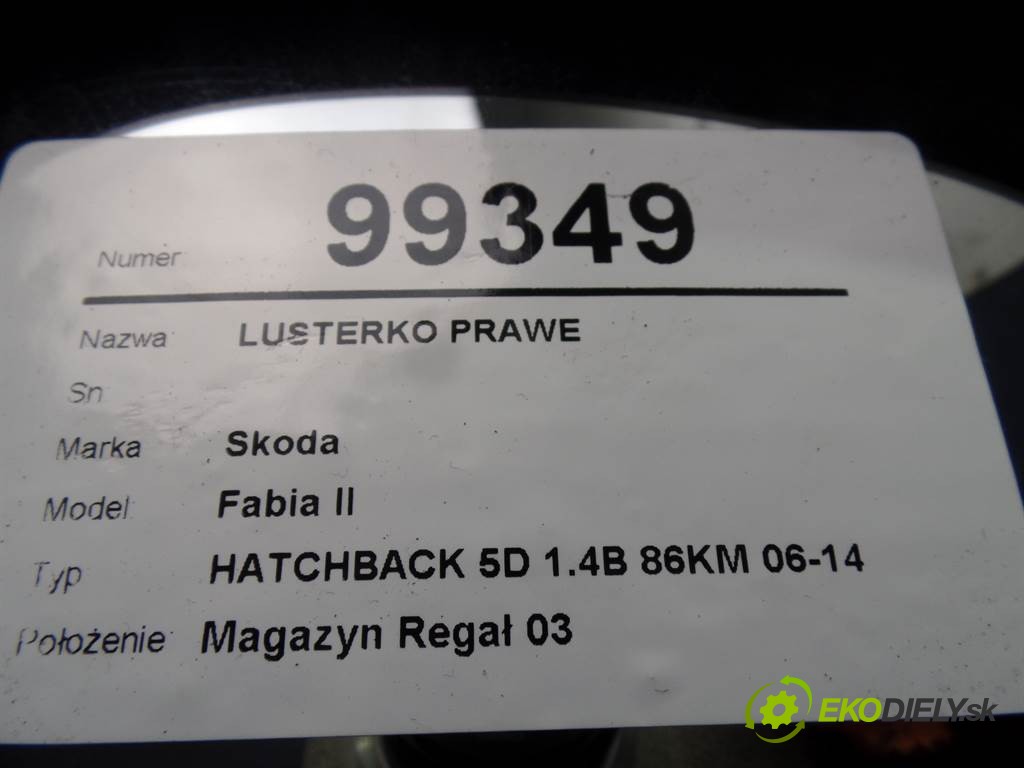 Numer 99349
Nazwa LUSTERKO PRAWE
Sn
Marka Skoda
Model Fabia II
Typ HATCHBACK 5D 1.4B 86KM 06-14
Położenie Magazyn Regał 03
EKODIELY.sk